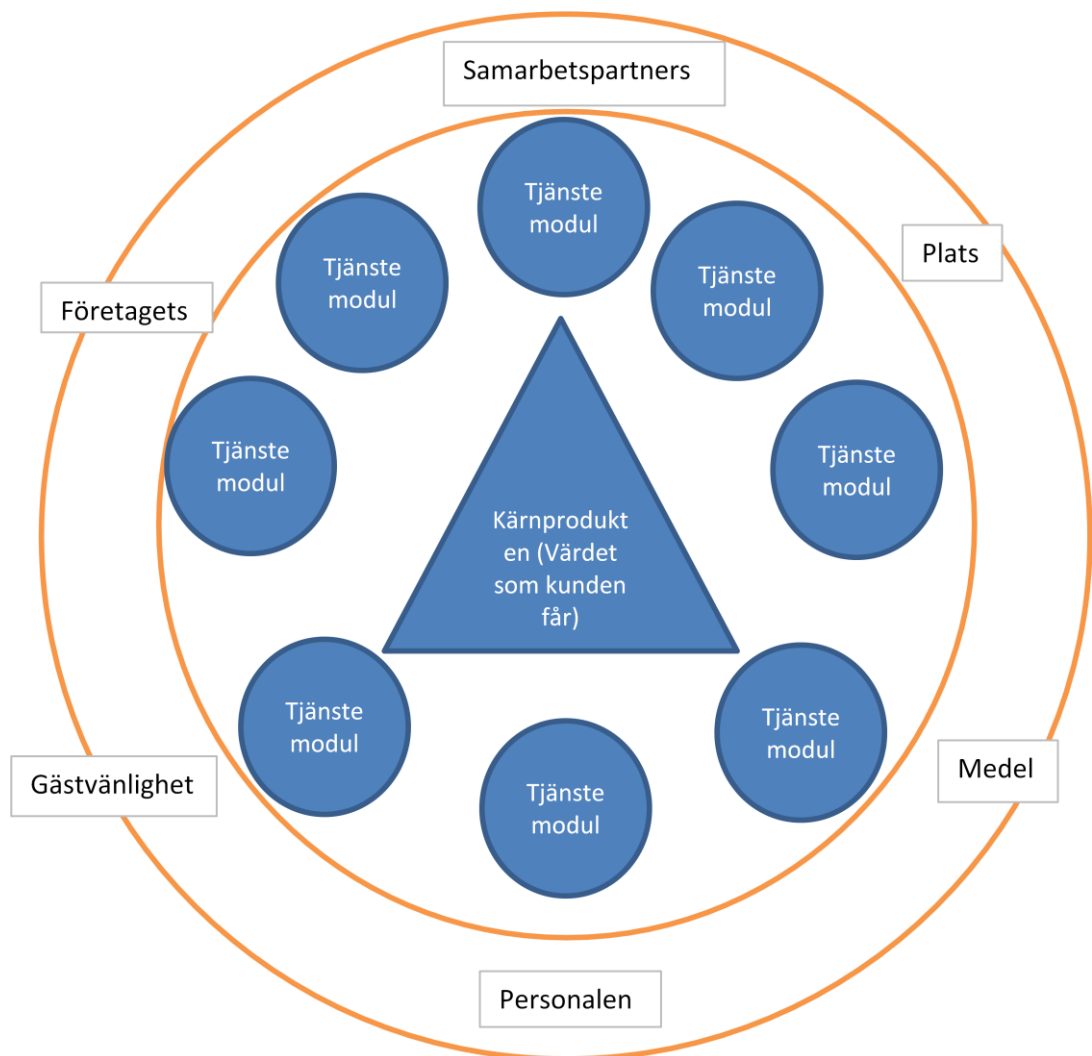 Samarbetspartners
Tjänste
modul
Tjänste
modul
Tjänste
modul
Plats
Företagets
Tjänste
modul
Tjänste
modul
Kärnprodukt
en (Värdet
som kunden
får)
Tjänste
modul
Tjänste
modul
Gästvänlighet
Medel
Tjänste
modul
Personalen